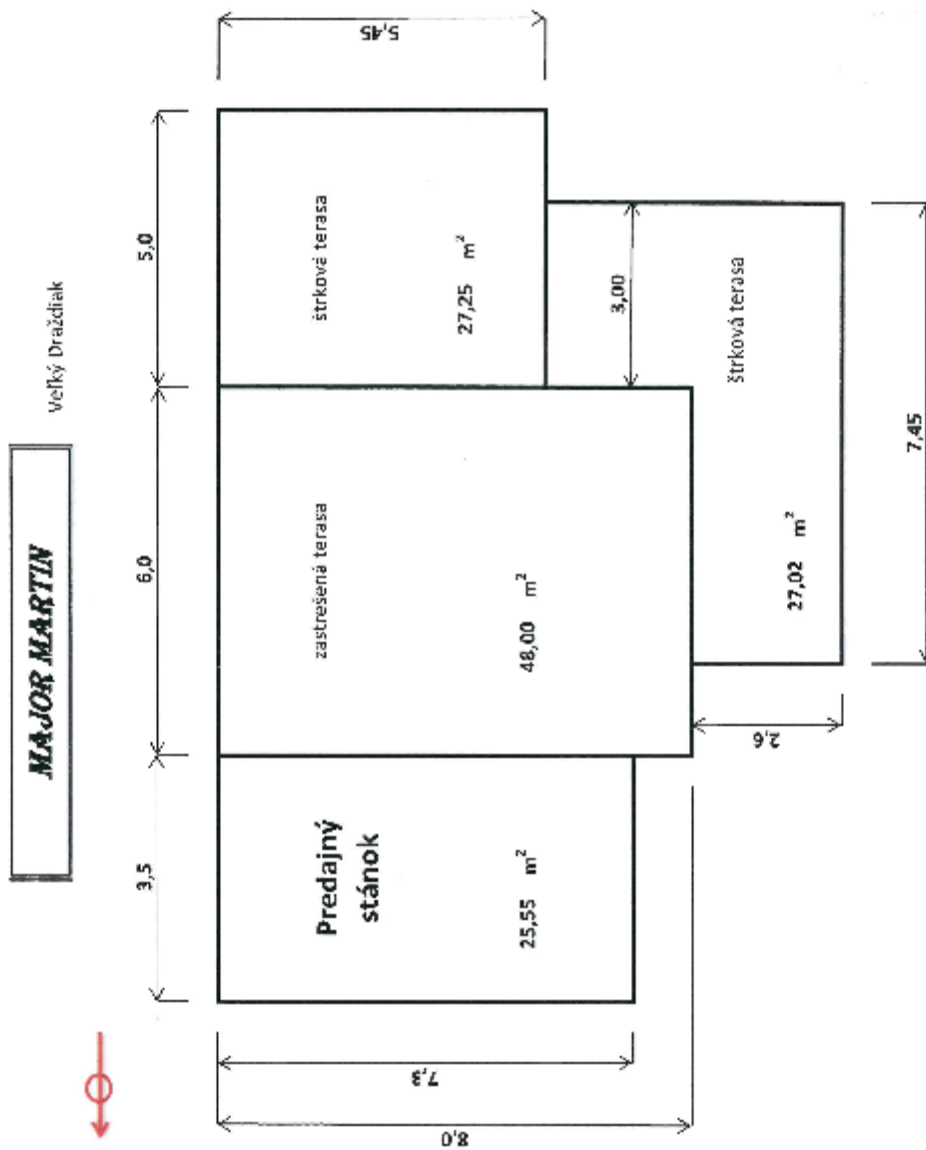 MAJOR MARTIN
Veľký Draždiak
3,5
6,0
5,0
5,45
Predajný
stánok
25,55 m²
zastrešená terasa
48,00 m²
štrková terasa
27,25 m²
3,00
štrková terasa
27,02 m²
7,3
8,0
2,6
7,45